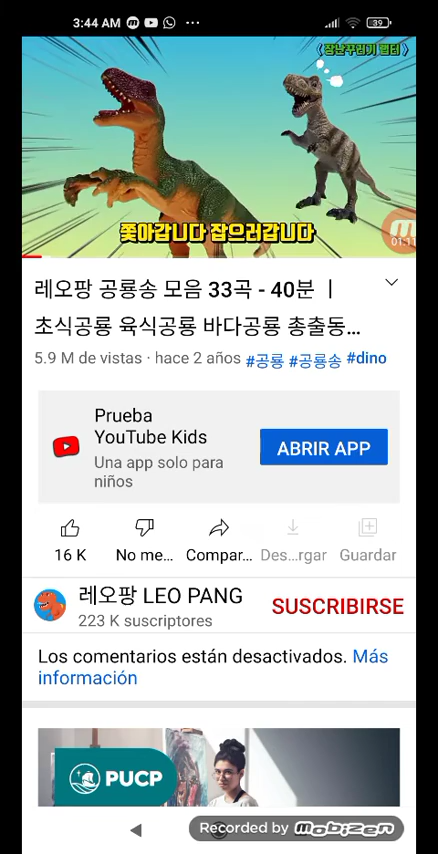 3:44 AM
39
〈장난꾸러기 랩터〉
쫓아갑니다 잡으러갑니다
01:11
레오팡 공룡송 모음 33곡 - 40분 ㅣ
초식공룡 육식공룡 바다공룡 총출동...
5.9 M de vistas · hace 2 años #공룡 #공룡송 #dino
Prueba
YouTube Kids
Una app solo para
niños
ABRIR APP
16 K No me... Compar... Des...rgar Guardar
레오팡 LEO PANG
223 K suscriptores
SUSCRIBIRSE
Los comentarios están desactivados. Más
información
PUCP
Recorded by mobizen